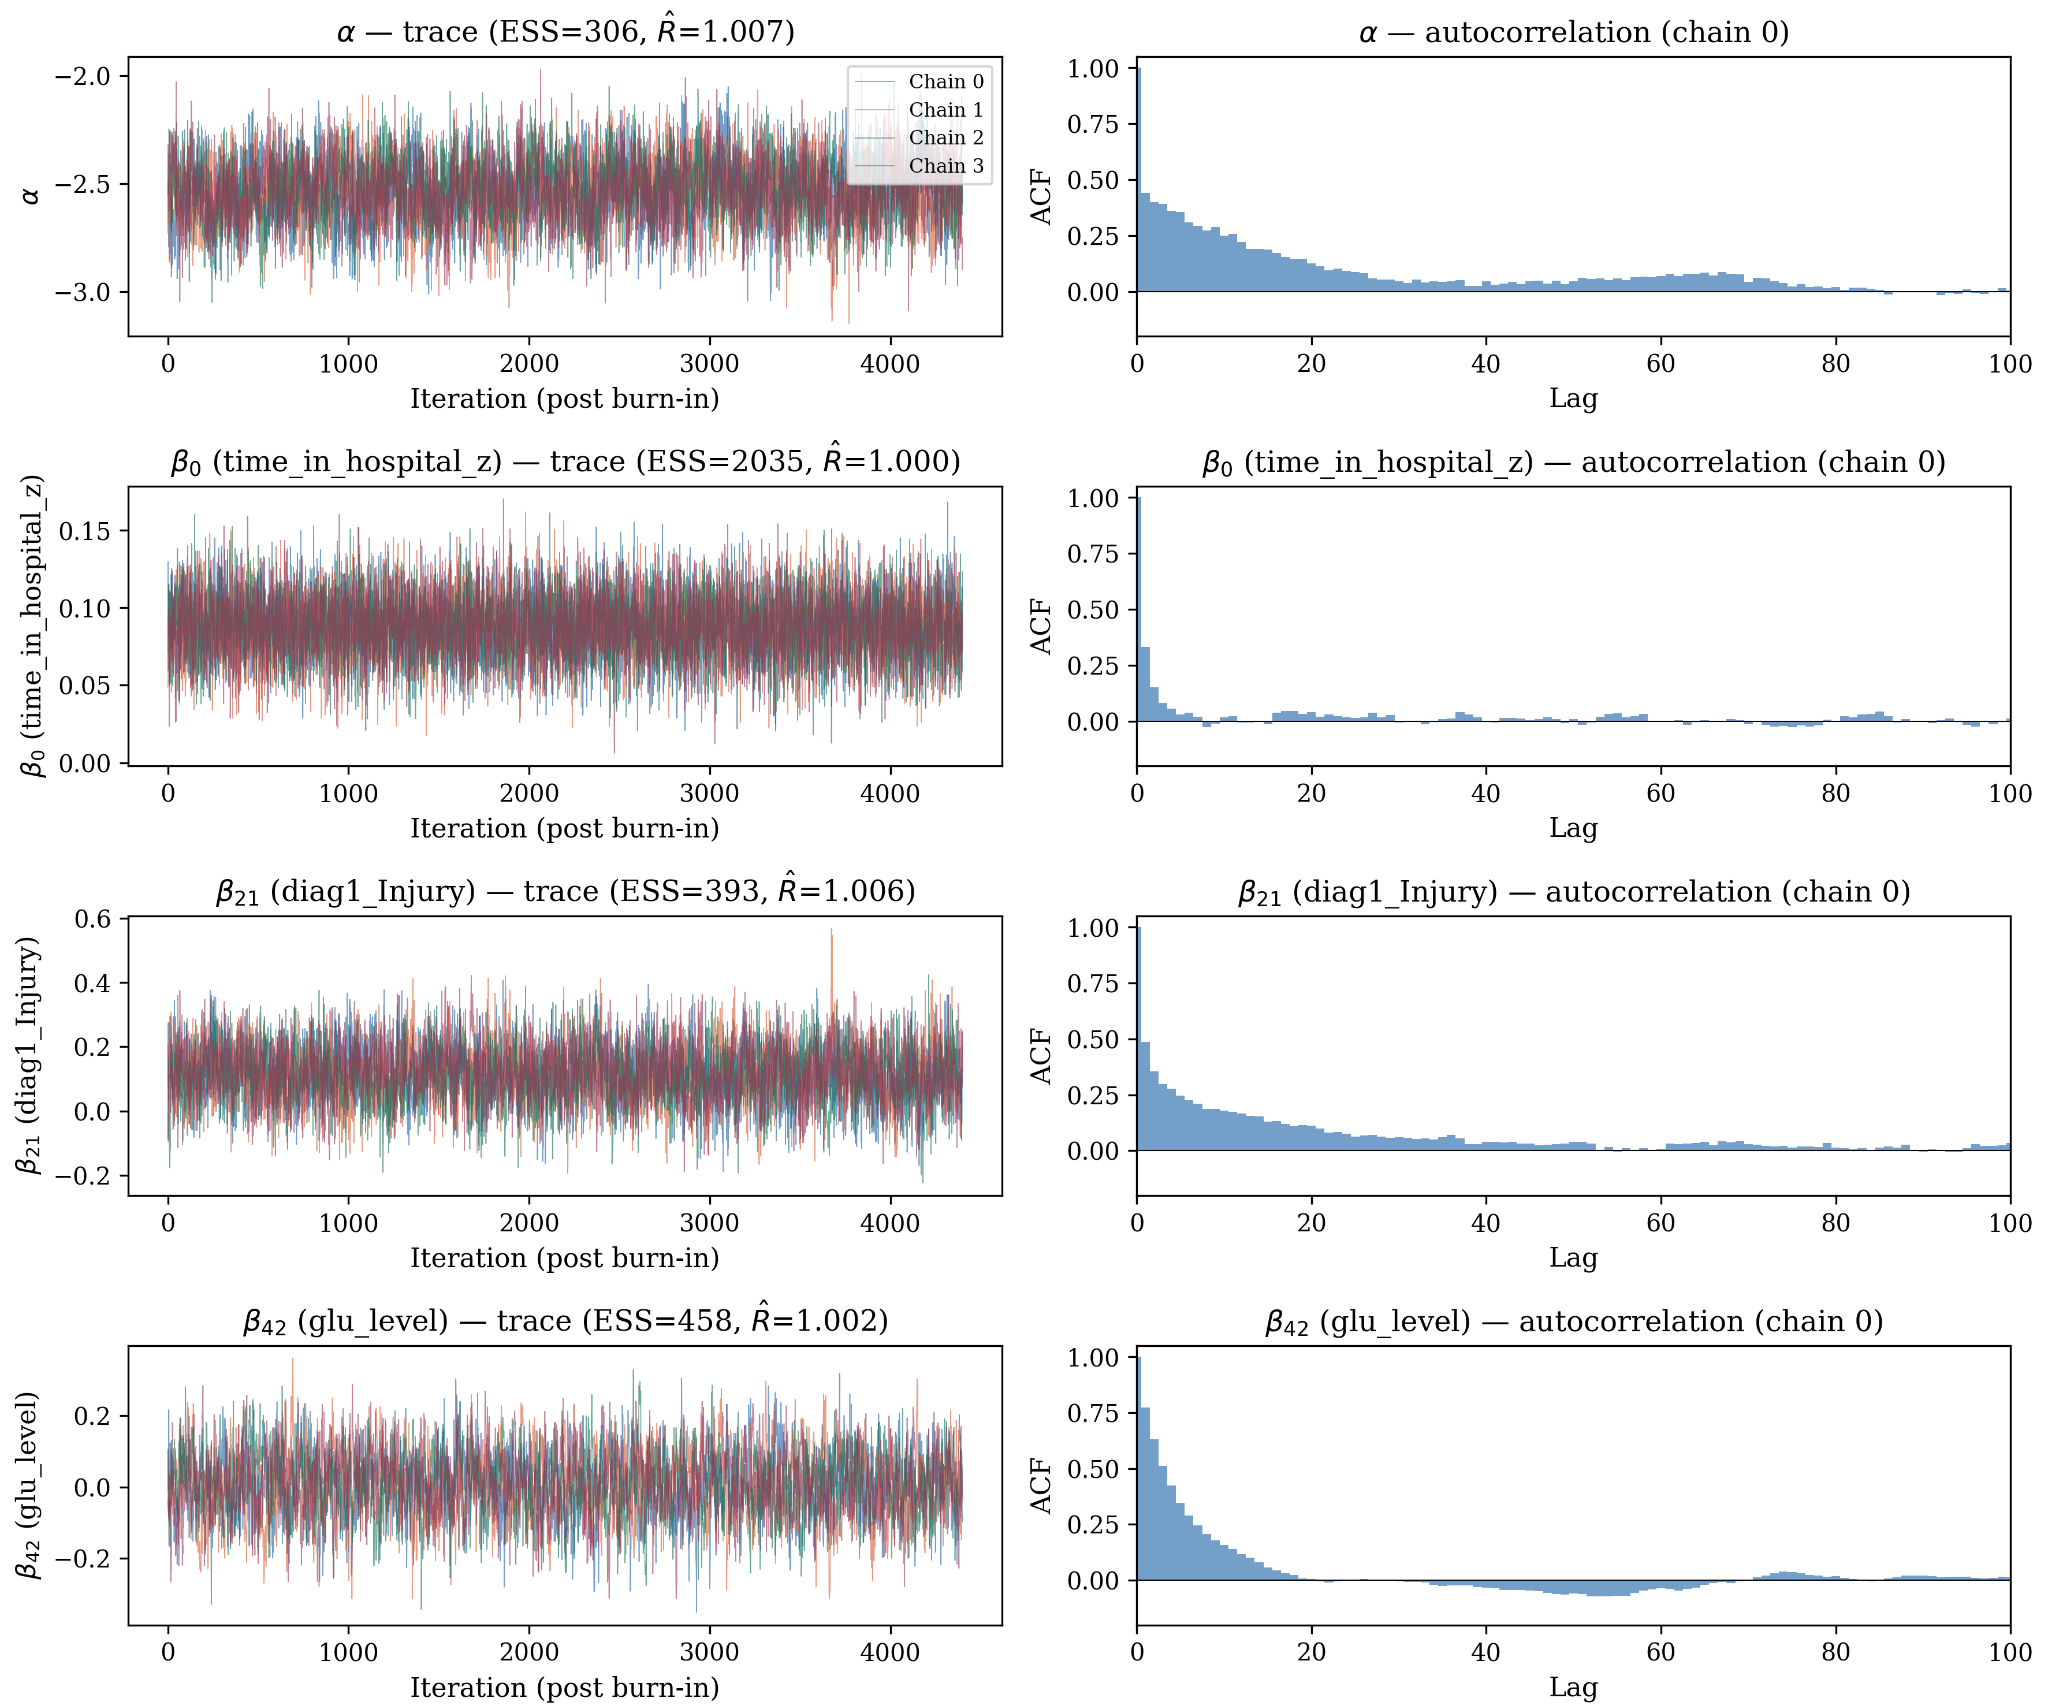 α — trace (ESS=306, R̂=1.007)
α
−2.0
−2.5
−3.0
Chain 0
Chain 1
Chain 2
Chain 3
0 1000 2000 3000 4000
Iteration (post burn-in)
α — autocorrelation (chain 0)
ACF
1.00
0.75
0.50
0.25
0.00
0 20 40 60 80 100
Lag
β₀ (time_in_hospital_z) — trace (ESS=2035, R̂=1.000)
β₀ (time_in_hospital_z)
0.15
0.10
0.05
0.00
0 1000 2000 3000 4000
Iteration (post burn-in)
β₀ (time_in_hospital_z) — autocorrelation (chain 0)
ACF
1.00
0.75
0.50
0.25
0.00
0 20 40 60 80 100
Lag
β₂₁ (diag1_Injury) — trace (ESS=393, R̂=1.006)
β₂₁ (diag1_Injury)
0.6
0.4
0.2
0.0
−0.2
0 1000 2000 3000 4000
Iteration (post burn-in)
β₂₁ (diag1_Injury) — autocorrelation (chain 0)
ACF
1.00
0.75
0.50
0.25
0.00
0 20 40 60 80 100
Lag
β₄₂ (glu_level) — trace (ESS=458, R̂=1.002)
β₄₂ (glu_level)
0.2
0.0
−0.2
0 1000 2000 3000 4000
Iteration (post burn-in)
β₄₂ (glu_level) — autocorrelation (chain 0)
ACF
1.00
0.75
0.50
0.25
0.00
0 20 40 60 80 100
Lag